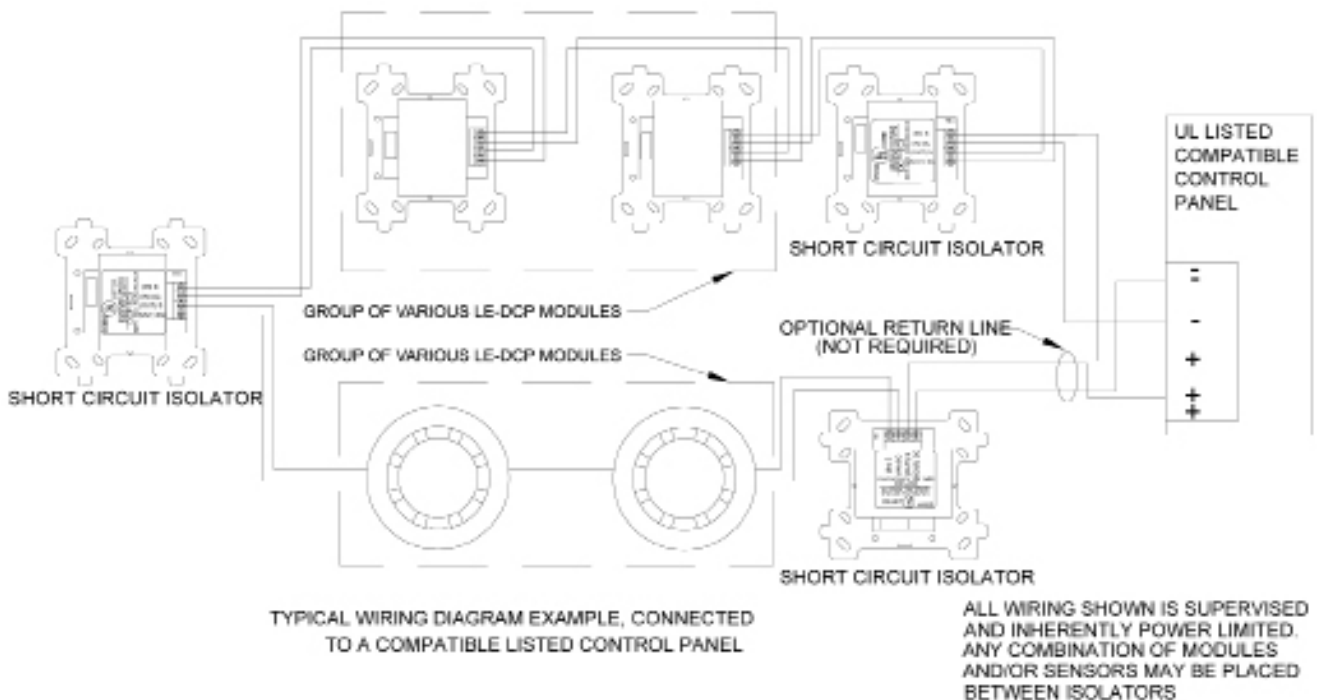 UL LISTED
COMPATIBLE
CONTROL
PANEL
SHORT CIRCUIT ISOLATOR
GROUP OF VARIOUS LE-DCP MODULES
OPTIONAL RETURN LINE
(NOT REQUIRED)
GROUP OF VARIOUS LE-DCP MODULES
SHORT CIRCUIT ISOLATOR
SHORT CIRCUIT ISOLATOR
TYPICAL WIRING DIAGRAM EXAMPLE, CONNECTED
TO A COMPATIBLE LISTED CONTROL PANEL
ALL WIRING SHOWN IS SUPERVISED
AND INHERENTLY POWER LIMITED.
ANY COMBINATION OF MODULES
AND/OR SENSORS MAY BE PLACED
BETWEEN ISOLATORS